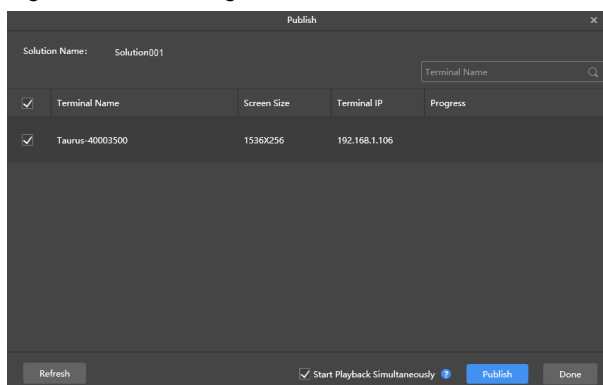 Publish
Solution Name: Solution001
Terminal Name
Terminal Name Screen Size Terminal IP Progress
Taurus-40003500 1536X256 192.168.1.106
Refresh Start Playback Simultaneously ? Publish Done